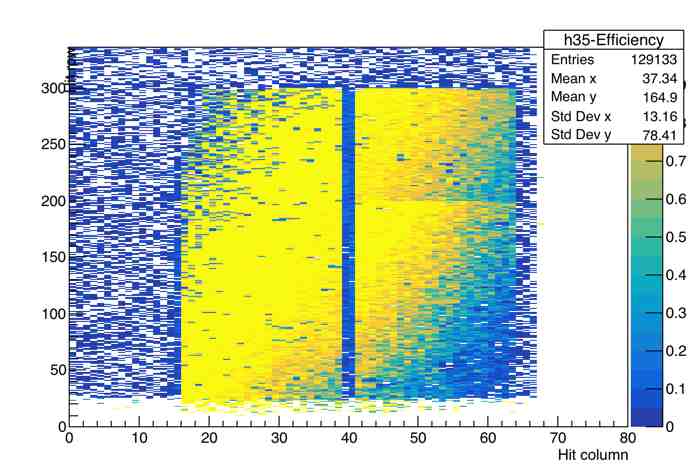 h35-Efficiency
Entries 129133
Mean x 37.34
Mean y 164.9
Std Dev x 13.16
Std Dev y 78.41
300
250
200
150
100
50
0
0 10 20 30 40 50 60 70 80
Hit column
0.7
0.6
0.5
0.4
0.3
0.2
0.1
0